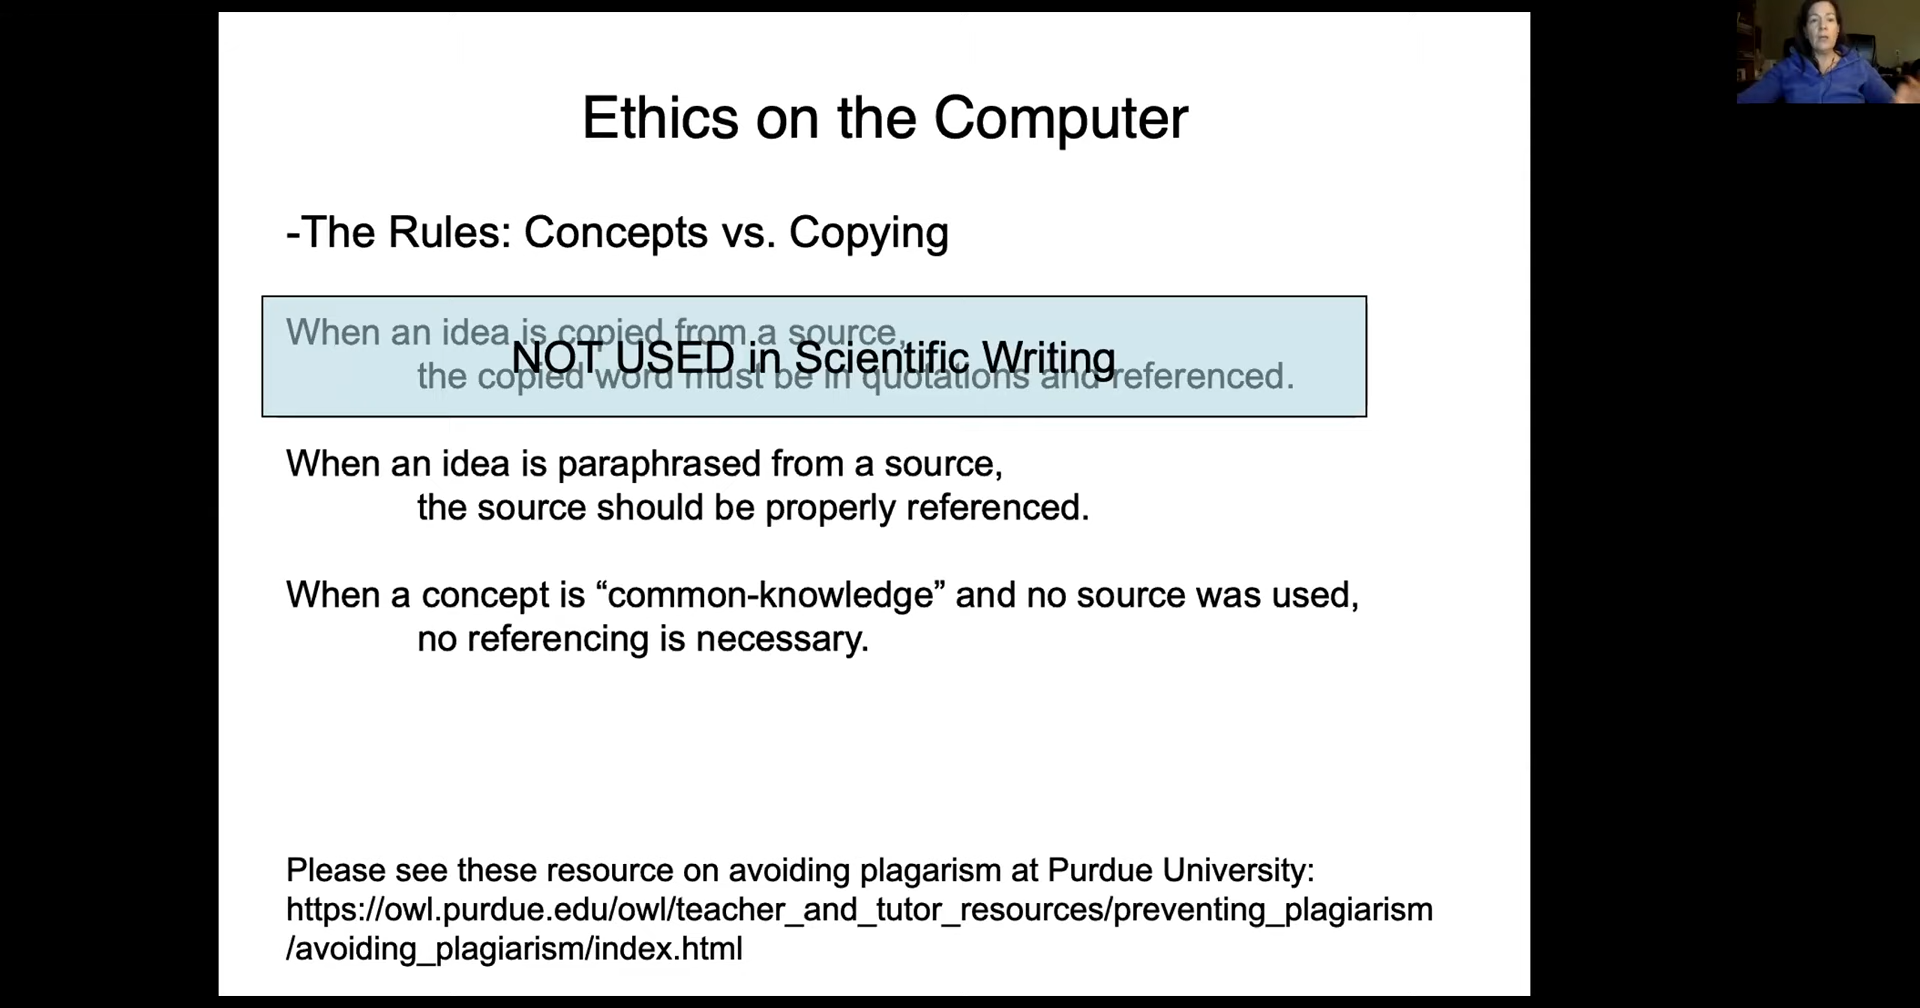 Ethics on the Computer
-The Rules: Concepts vs. Copying
When an idea is copied from a source,
NOT USED in Scientific Writing
the copied word must be in quotations and referenced.
When an idea is paraphrased from a source,
the source should be properly referenced.
When a concept is “common-knowledge” and no source was used,
no referencing is necessary.
Please see these resource on avoiding plagarism at Purdue University:
https://owl.purdue.edu/owl/teacher_and_tutor_resources/preventing_plagiarism
/avoiding_plagiarism/index.html